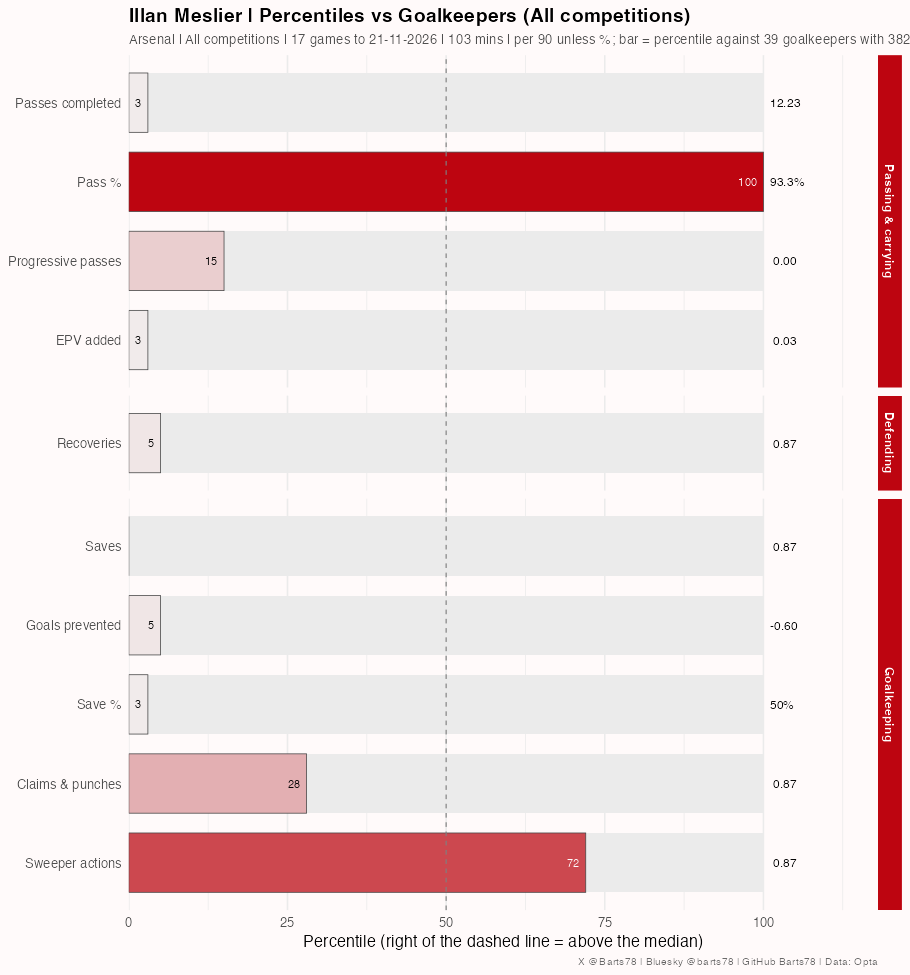 Illan Meslier | Percentiles vs Goalkeepers (All competitions)
Arsenal | All competitions | 17 games to 21-11-2026 | 103 mins | per 90 unless %; bar = percentile against 39 goalkeepers with 382
Passes completed 3 12.23
Pass % 100 93.3%
Progressive passes 15 0.00
EPV added 3 0.03
Passing & carrying
Recoveries 5 0.87
Defending
Saves 0.87
Goals prevented 5 -0.60
Save % 3 50%
Claims & punches 28 0.87
Sweeper actions 72 0.87
Goalkeeping
0 25 50 75 100
Percentile (right of the dashed line = above the median)
X @Barts78 | Bluesky @barts78 | GitHub Barts78 | Data: Opta